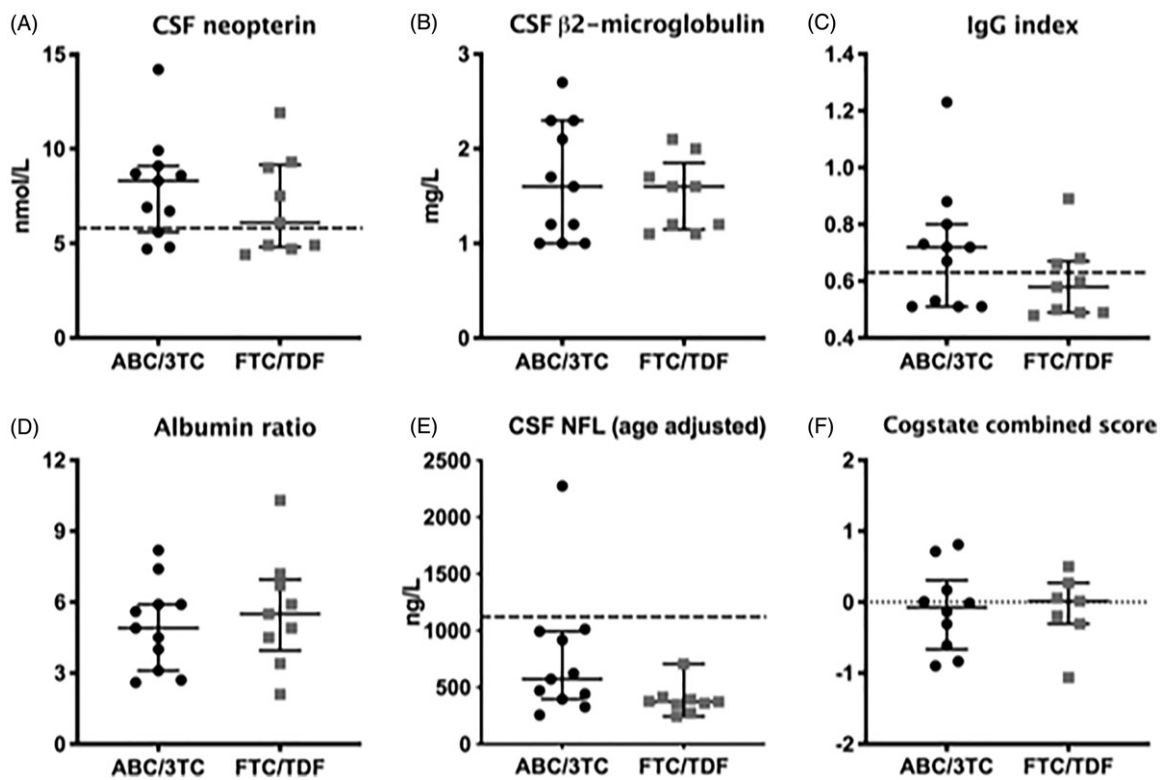 (A) CSF neopterin
15
10
5
0
nmol/L
ABC/3TC FTC/TDF
(B) CSF β2-microglobulin
3
2
1
0
mg/L
ABC/3TC FTC/TDF
(C) IgG index
1.4
1.2
1.0
0.8
0.6
0.4
ABC/3TC FTC/TDF
(D) Albumin ratio
12
9
6
3
0
ABC/3TC FTC/TDF
(E) CSF NFL (age adjusted)
2500
2000
1500
1000
500
0
ng/L
ABC/3TC FTC/TDF
(F) Cogstate combined score
2
1
0
-1
-2
ABC/3TC FTC/TDF